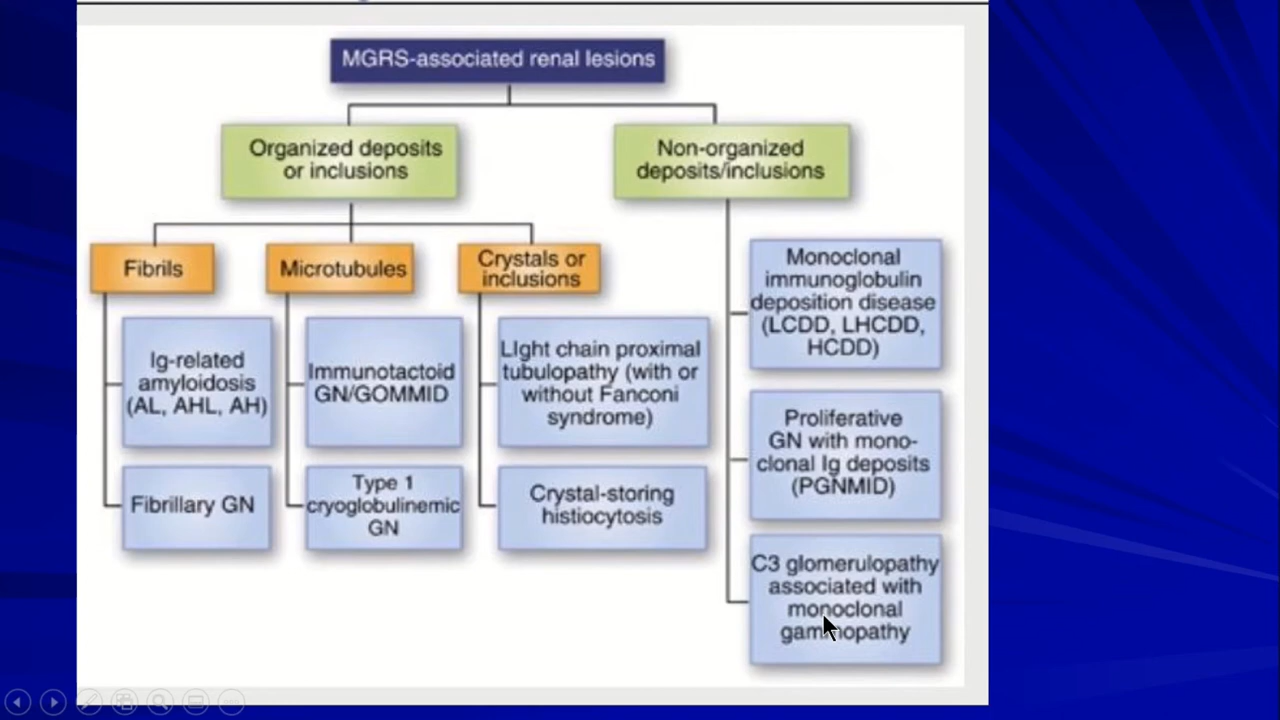 MGRS-associated renal lesions
Organized deposits
or inclusions
Non-organized
deposits/inclusions
Fibrils
Microtubules
Crystals or
inclusions
Ig-related
amyloidosis
(AL, AHL, AH)
Fibrillary GN
Immunotactoid
GN/GOMMID
Type 1
cryoglobulinemic
GN
LIght chain proximal
tubulopathy (with or
without Fanconi
syndrome)
Crystal-storing
histiocytosis
Monoclonal
immunoglobulin
deposition disease
(LCDD, LHCDD,
HCDD)
Proliferative
GN with mono-
clonal Ig deposits
(PGNMID)
C3 glomerulopathy
associated with
monoclonal
gammopathy